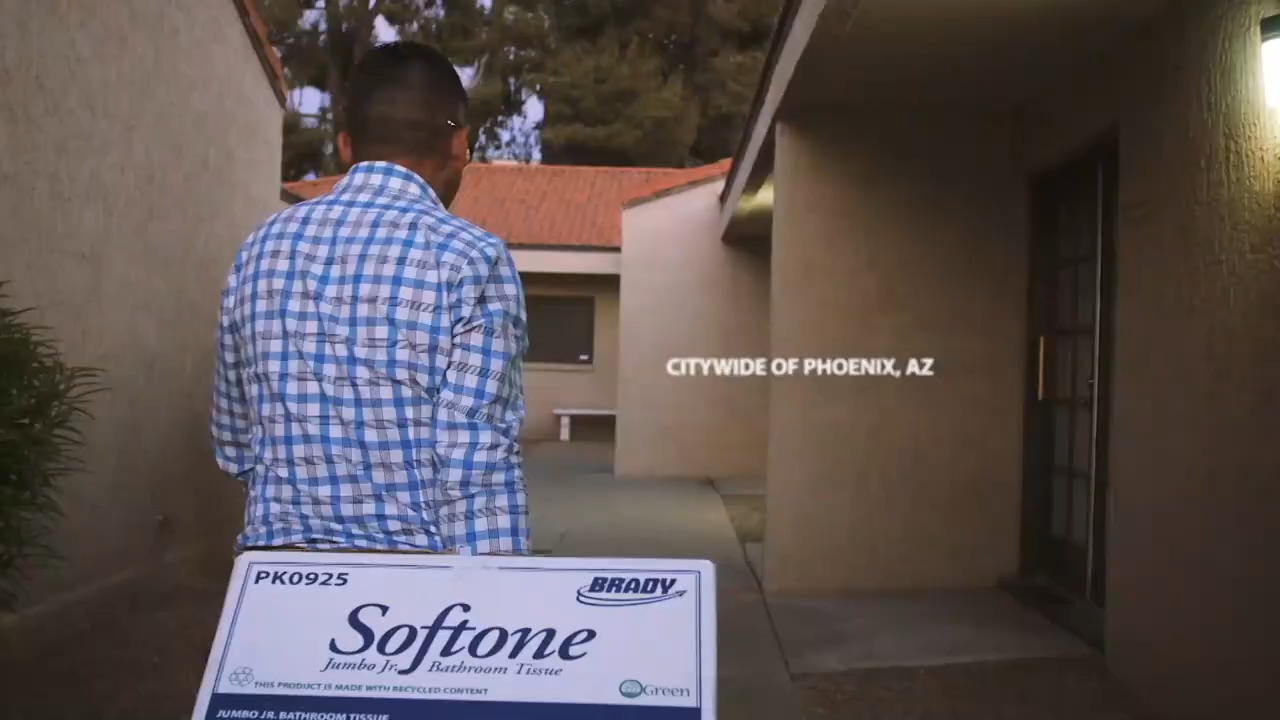 CITYWIDE OF PHOENIX, AZ
PK0925
BRADY
Softone
Jumbo Jr. Bathroom Tissue
THIS PRODUCT IS MADE WITH RECYCLED CONTENT
Green
JUMBO JR. BATHROOM TISSUE